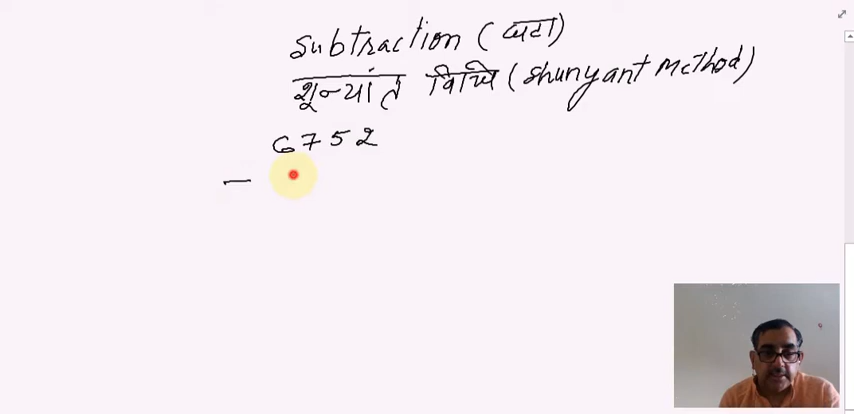 Subtraction (घटा)
शून्यांत विधि (Shunyant Method)
6752
—